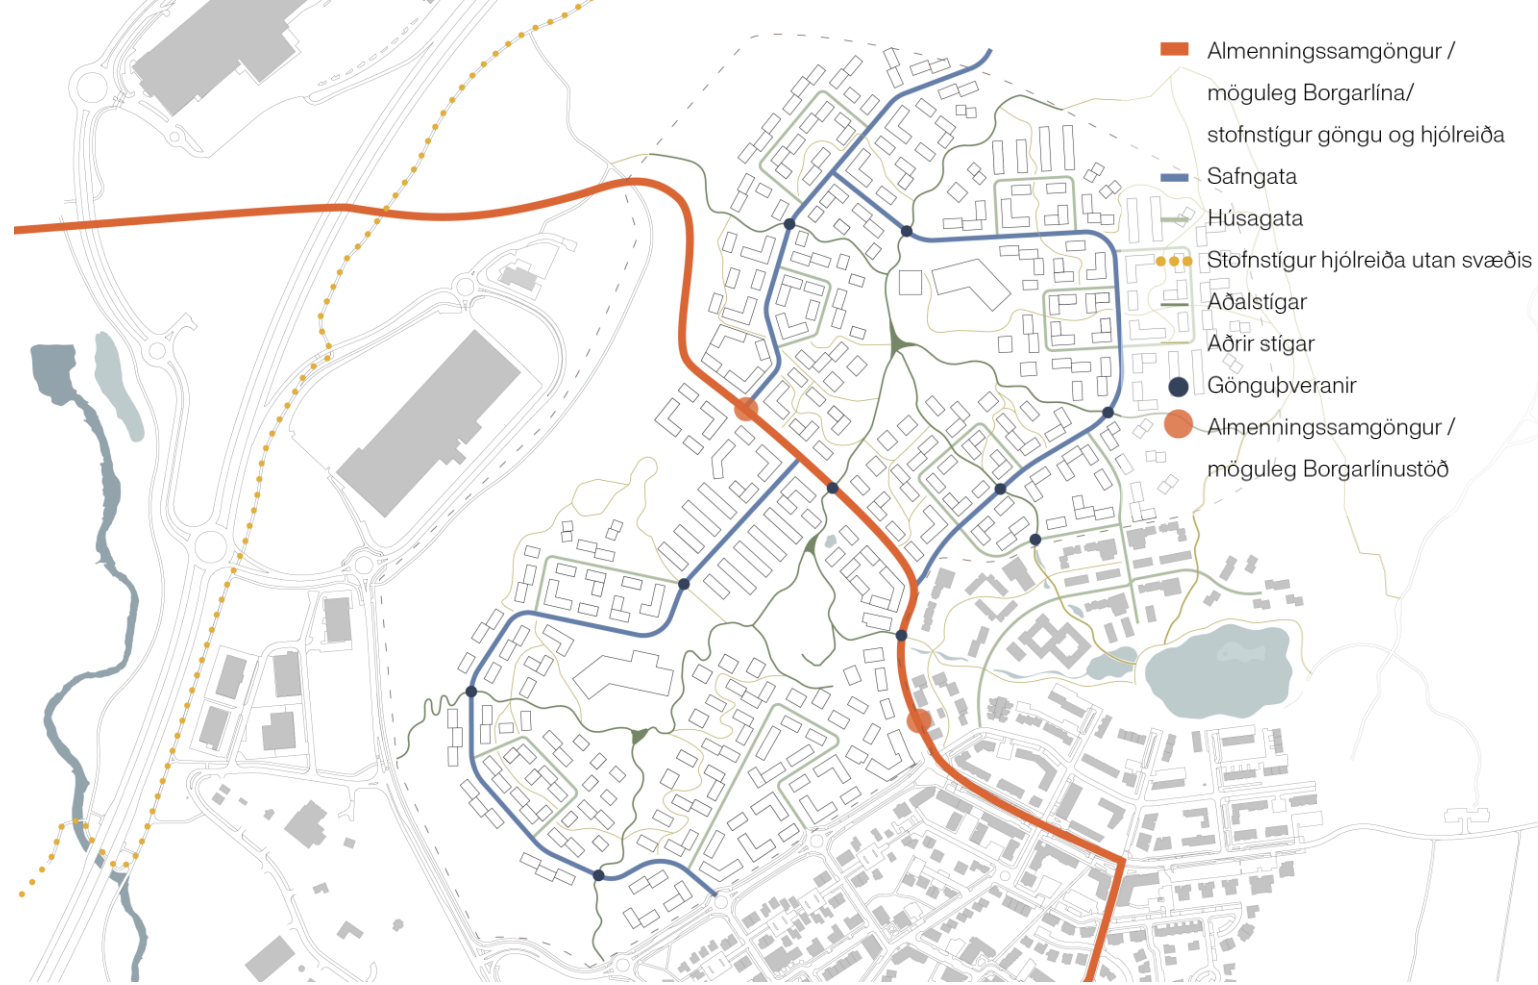 Almenningssamgöngur /
möguleg Borgarlína/
stofnstígur göngu og hjólreiða
Safngata
Húsagata
Stofnstígur hjólreiða utan svæðis
Aðalstígar
Aðrir stígar
Gönguþveranir
Almenningssamgöngur /
möguleg Borgarlínustöð